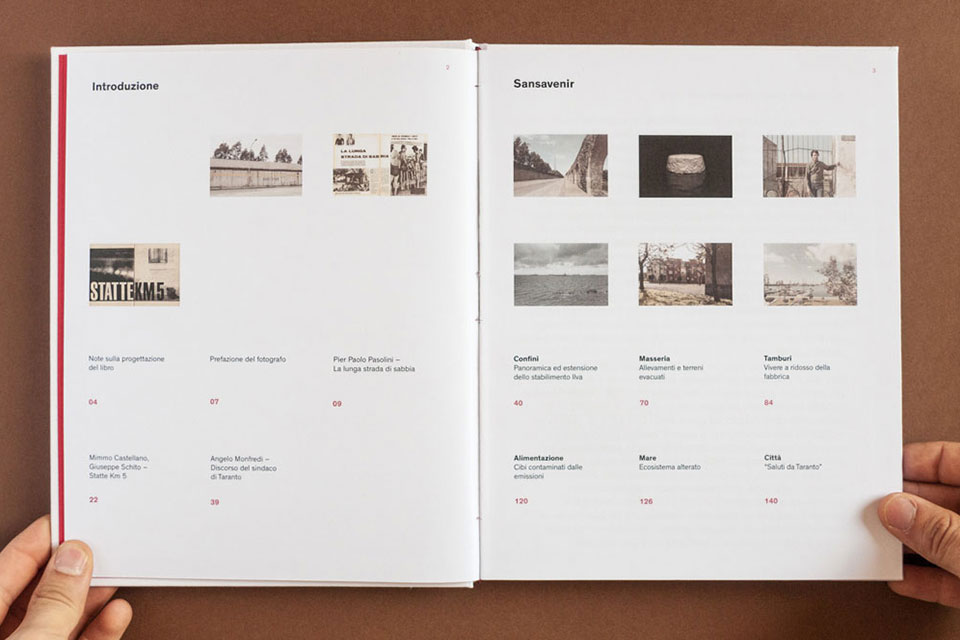 2
Introduzione
LA LUNGA
STRADA DI SABBIA
STATTE KM5
Note sulla progettazione
del libro
04
Prefazione del fotografo
07
Pier Paolo Pasolini –
La lunga strada di sabbia
09
Mimmo Castellano,
Giuseppe Schito –
Statte Km 5
22
Angelo Monfredi –
Discorso del sindaco
di Taranto
39
3
Sansavenir
Confini
Panoramica ed estensione
dello stabilimento Ilva
40
Masseria
Allevamenti e terreni
evacuati
70
Tamburi
Vivere a ridosso della
fabbrica
84
Alimentazione
Cibi contaminati dalle
emissioni
120
Mare
Ecosistema alterato
126
Città
"Saluti da Taranto"
140